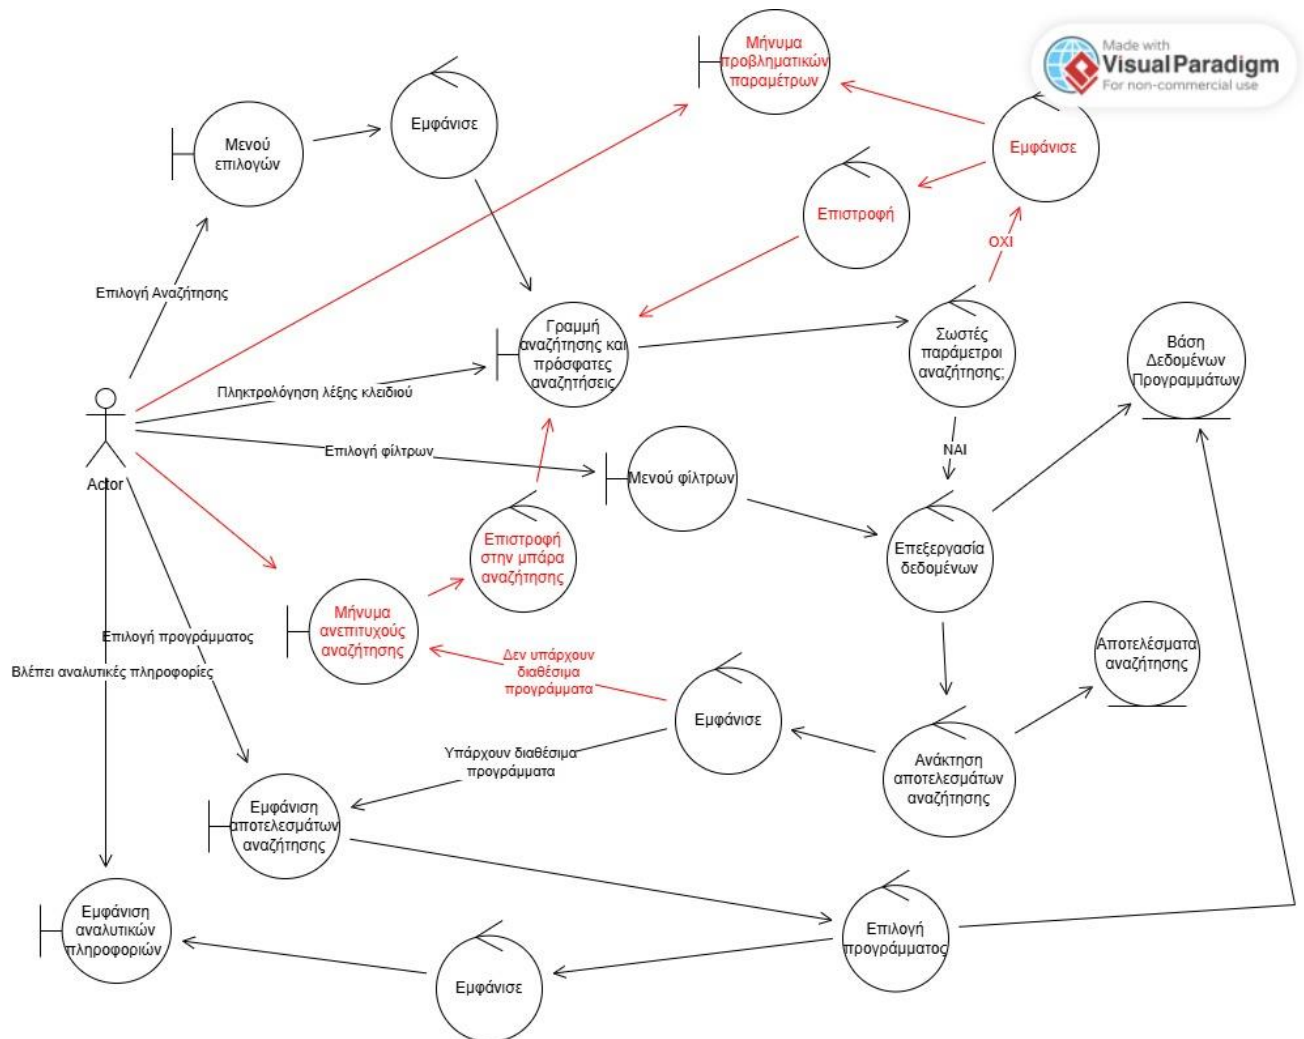 Made with
Visual Paradigm
For non-commercial use
Μήνυμα
προβληματικών
παραμέτρων
Εμφάνισε
Μενού
επιλογών
Εμφάνισε
Επιστροφή
ΟΧΙ
Επιλογή Αναζήτησης
Γραμμή
αναζήτησης και
πρόσφατες
αναζητήσεις
Σωστές
παράμετροι
αναζήτησης;
Βάση
Δεδομένων
Προγραμμάτων
Πληκτρολόγηση λέξης κλειδιού
Επιλογή φίλτρων
ΝΑΙ
Μενού φίλτρων
Actor
Επιστροφή
στην μπάρα
αναζήτησης
Επεξεργασία
δεδομένων
Μήνυμα
ανεπιτυχούς
αναζήτησης
Επιλογή προγράμματος
Βλέπει αναλυτικές πληροφορίες
Δεν υπάρχουν
διαθέσιμα
προγράμματα
Αποτελέσματα
αναζήτησης
Εμφάνισε
Υπάρχουν διαθέσιμα
προγράμματα
Ανάκτηση
αποτελεσμάτων
αναζήτησης
Εμφάνιση
αποτελεσμάτων
αναζήτησης
Εμφάνιση
αναλυτικών
πληροφοριών
Επιλογή
προγράμματος
Εμφάνισε